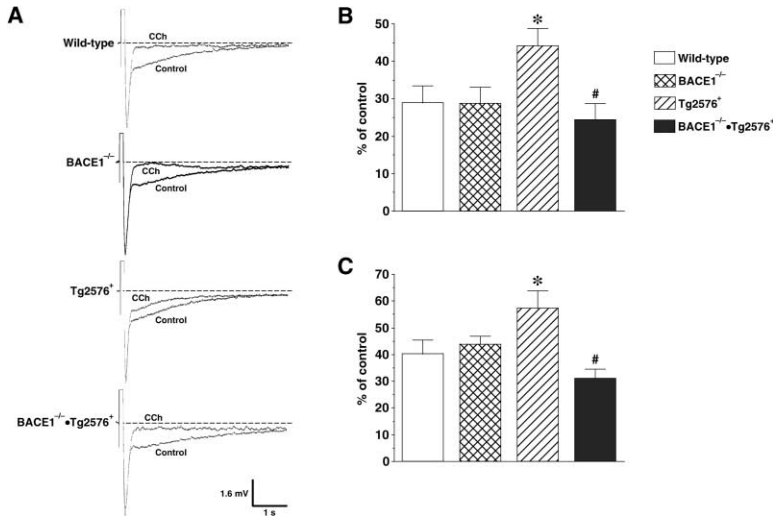 A
Wild-type
CCh
Control
BACE1⁻/⁻
CCh
Control
Tg2576⁺
CCh
Control
BACE1⁻/⁻•Tg2576⁺
CCh
Control
1.6 mV
1 s
B
% of control
50
40
30
20
10
0
*
#
Wild-type
BACE1⁻/⁻
Tg2576⁺
BACE1⁻/⁻•Tg2576⁺
C
% of control
70
60
50
40
30
20
10
0
*
#